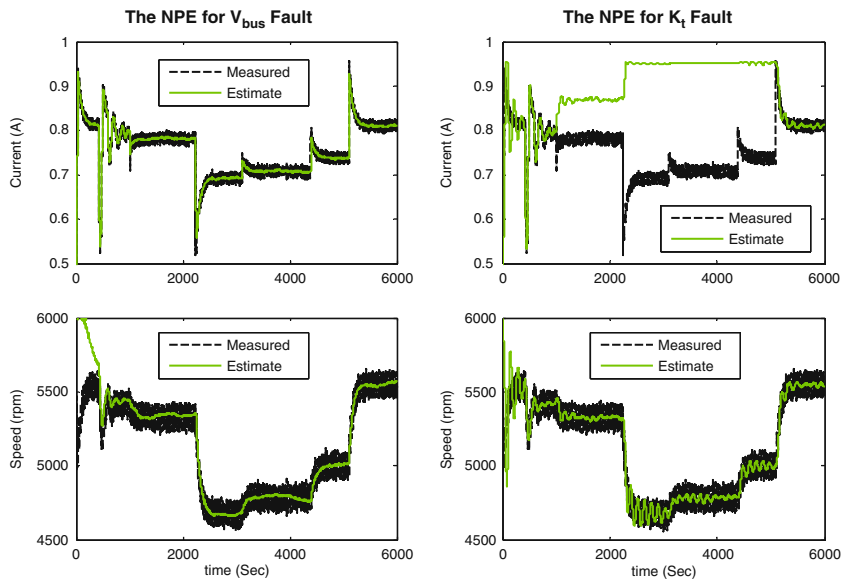 The NPE for V_bus Fault
Current (A)
1
0.9
0.8
0.7
0.6
0.5
Measured
Estimate
0
2000
4000
6000
The NPE for K_t Fault
Current (A)
1
0.9
0.8
0.7
0.6
0.5
Measured
Estimate
0
2000
4000
6000
Speed (rpm)
6000
5500
5000
4500
Measured
Estimate
0
2000
4000
6000
time (Sec)
Speed (rpm)
6000
5500
5000
4500
Measured
Estimate
0
2000
4000
6000
time (Sec)